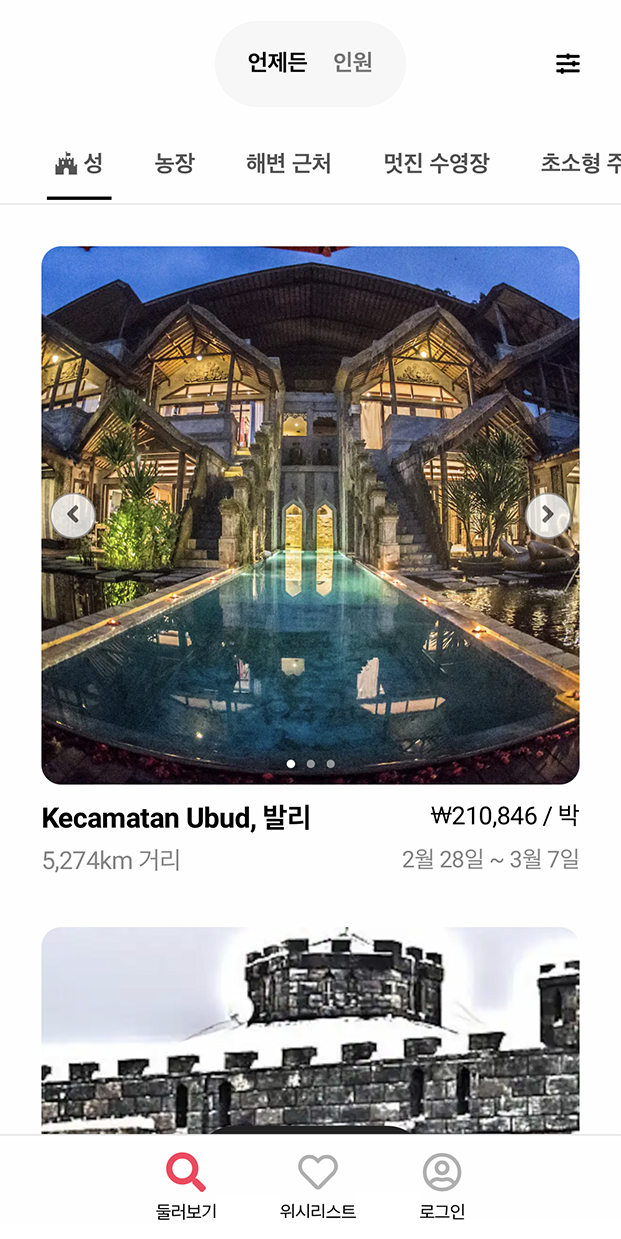 언제든 인원
성 농장 해변 근처 멋진 수영장 초소형 주
Kecamatan Ubud, 발리 ₩210,846 / 박
5,274km 거리 2월 28일 ~ 3월 7일
둘러보기 위시리스트 로그인